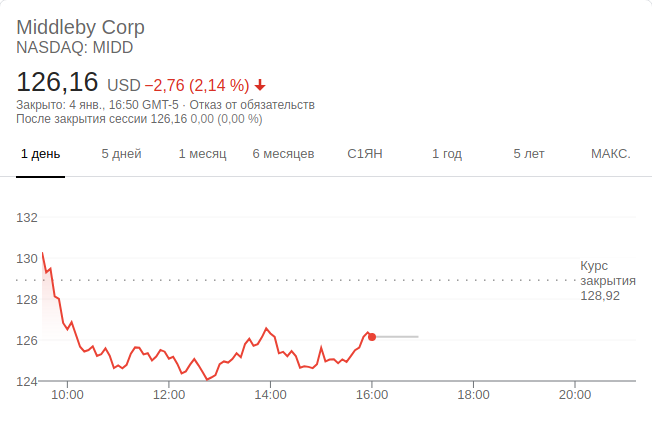 Middleby Corp
NASDAQ: MIDD
126,16 USD −2,76 (2,14 %)
Закрыто: 4 янв., 16:50 GMT-5 · Отказ от обязательств
После закрытия сессии 126,16 0,00 (0,00 %)
1 день 5 дней 1 месяц 6 месяцев С1ЯН 1 год 5 лет МАКС.
132
130
128
126
124
Курс
закрытия
128,92
10:00 12:00 14:00 16:00 18:00 20:00